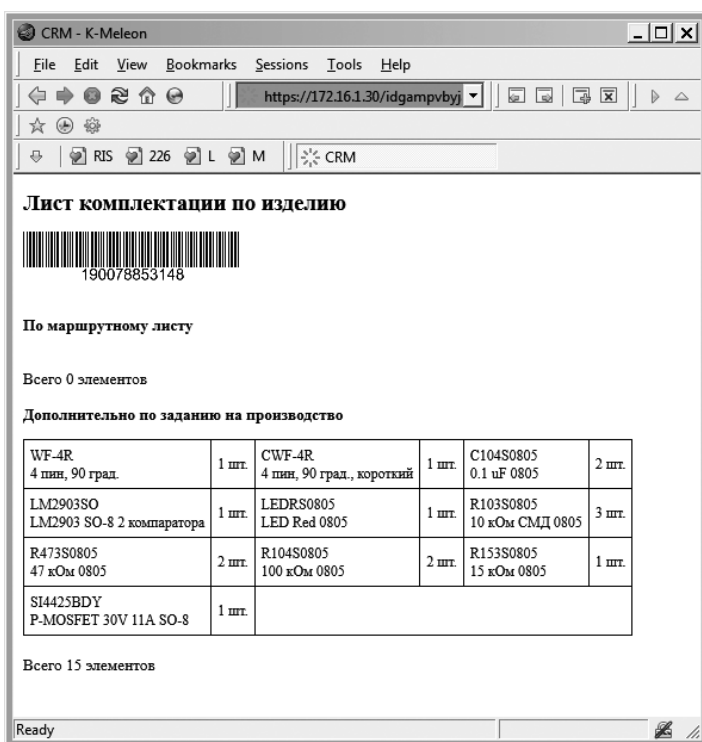 CRM - K-Meleon
File Edit View Bookmarks Sessions Tools Help
https://172.16.1.30/idgampvbyj
RIS 226 L M CRM
Лист комплектации по изделию
190078853148
По маршрутному листу
Всего 0 элементов
Дополнительно по заданию на производство
WF-4R
4 пин, 90 град.
1 шт.
CWF-4R
4 пин, 90 град., короткий
1 шт.
C104S0805
0.1 uF 0805
2 шт.
LM2903SO
LM2903 SO-8 2 компаратора
1 шт.
LEDRS0805
LED Red 0805
1 шт.
R103S0805
10 кОм СМД 0805
3 шт.
R473S0805
47 кОм 0805
2 шт.
R104S0805
100 кОм 0805
2 шт.
R153S0805
15 кОм 0805
1 шт.
SI4425BDY
P-MOSFET 30V 11A SO-8
1 шт.
Всего 15 элементов
Ready